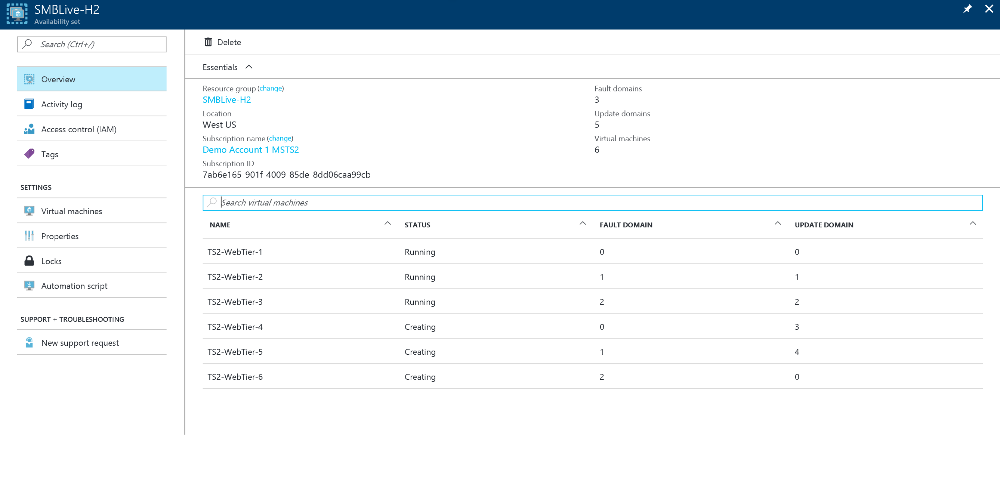 SMBLive-H2
Availability set
Search (Ctrl+/)
Overview
Activity log
Access control (IAM)
Tags
SETTINGS
Virtual machines
Properties
Locks
Automation script
SUPPORT + TROUBLESHOOTING
New support request
Delete
Essentials
Resource group (change)
SMBLive-H2
Location
West US
Subscription name (change)
Demo Account 1 MSTS2
Subscription ID
7ab6e165-901f-4009-85de-8dd06caa99cb
Fault domains
3
Update domains
5
Virtual machines
6
Search virtual machines
NAME STATUS FAULT DOMAIN UPDATE DOMAIN
TS2-WebTier-1 Running 0 0
TS2-WebTier-2 Running 1 1
TS2-WebTier-3 Running 2 2
TS2-WebTier-4 Creating 0 3
TS2-WebTier-5 Creating 1 4
TS2-WebTier-6 Creating 2 0